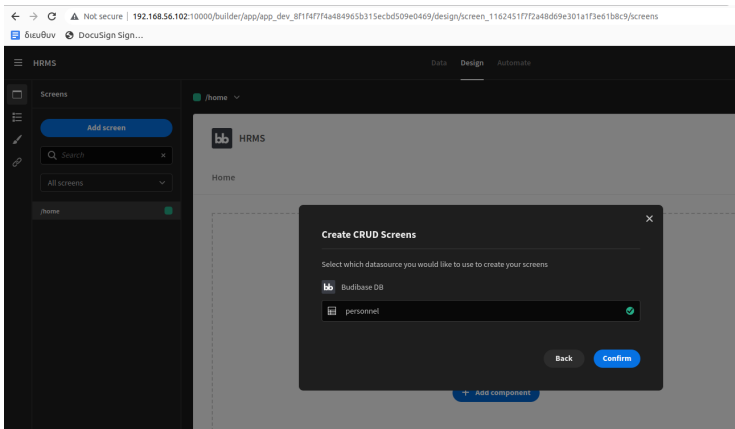 Not secure | 192.168.56.102:10000/builder/app/app_dev_8f1f4f7f4a484965b315ecbd509e0469/design/screen_1162451f7f2a48d69e301a1f3e61b8c9/screens
διευθυν DocuSign Sign...
HRMS Data Design Automate
Screens /home
Add screen
bb HRMS
Search
Home
All screens
/home
Create CRUD Screens
Select which datasource you would like to use to create your screens
bb Budibase DB
personnel
Back Confirm
+ Add component